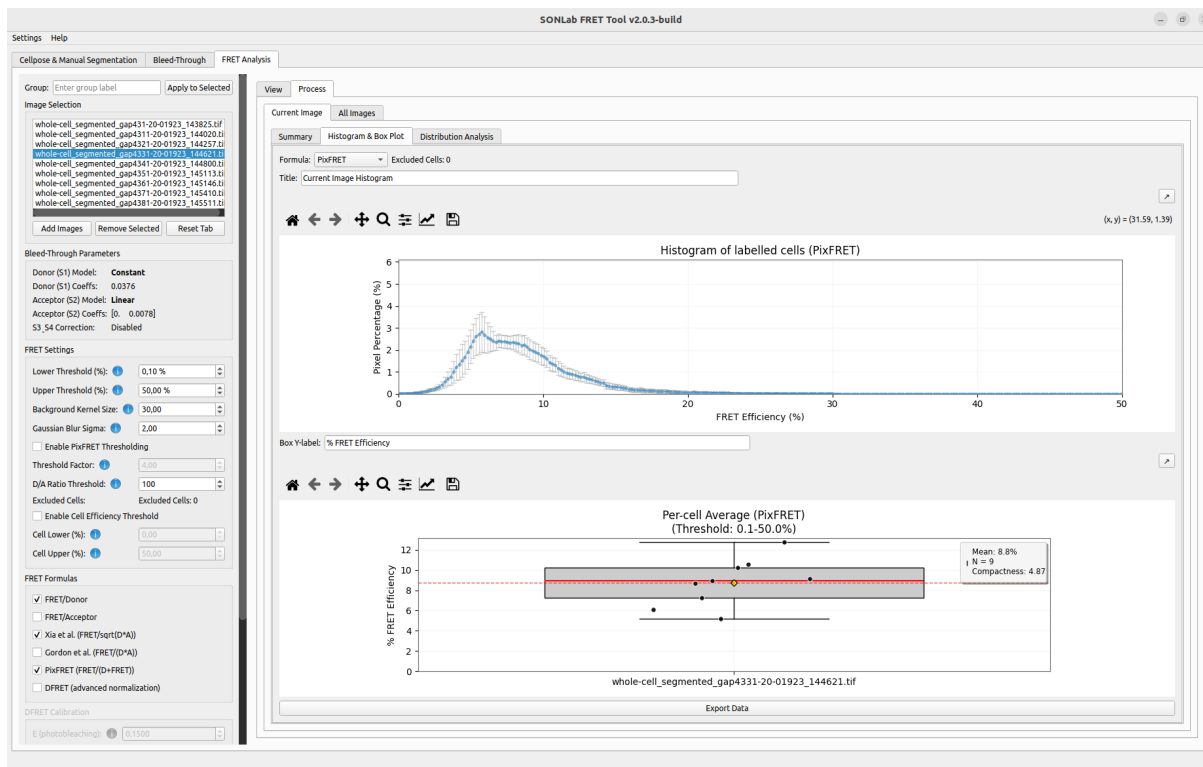 SONLab FRET Tool v2.0.3-build
Settings Help
Cellpose & Manual Segmentation Bleed-Through FRET Analysis
Group: Enter group label Apply to Selected
Image Selection
whole-cell_segmented_gap431-20-01923_143825.tif
whole-cell_segmented_gap4311-20-01923_144020.ti
whole-cell_segmented_gap4321-20-01923_144257.ti
whole-cell_segmented_gap4331-20-01923_144621.ti
whole-cell_segmented_gap4341-20-01923_144800.ti
whole-cell_segmented_gap4351-20-01923_145113.ti
whole-cell_segmented_gap4361-20-01923_145146.ti
whole-cell_segmented_gap4371-20-01923_145410.ti
whole-cell_segmented_gap4381-20-01923_145511.ti
Add Images Remove Selected Reset Tab
Bleed-Through Parameters
Donor (S1) Model: Constant
Donor (S1) Coeffs: 0.0376
Acceptor (S2) Model: Linear
Acceptor (S2) Coeffs: [0. 0.0078]
S3_S4 Correction: Disabled
FRET Settings
Lower Threshold (%): 0,10 %
Upper Threshold (%): 50,00 %
Background Kernel Size: 30,00
Gaussian Blur Sigma: 2,00
Enable PixFRET Thresholding
Threshold Factor: 4,00
D/A Ratio Threshold: 100
Excluded Cells: Excluded Cells: 0
Enable Cell Efficiency Threshold
Cell Lower (%): 0,00
Cell Upper (%): 50,00
FRET Formulas
FRET/Donor
FRET/Acceptor
Xia et al. (FRET/sqrt(D*A))
Gordon et al. (FRET/(D*A))
PixFRET (FRET/(D+FRET))
DFRET (advanced normalization)
DFRET Calibration
E (photobleaching): 0,1500
View Process
Current Image All Images
Summary Histogram & Box Plot Distribution Analysis
Formula: PixFRET Excluded Cells: 0
Title: Current Image Histogram
(x, y) = (31.59, 1.39)
Histogram of labelled cells (PixFRET)
Pixel Percentage (%)
6
5
4
3
2
1
0
0 10 20 30 40 50
FRET Efficiency (%)
Box Y-label: % FRET Efficiency
Per-cell Average (PixFRET)
(Threshold: 0.1-50.0%)
% FRET Efficiency
12
10
8
6
4
2
0
Mean: 8.8%
N = 9
Compactness: 4.87
whole-cell_segmented_gap4331-20-01923_144621.tif
Export Data